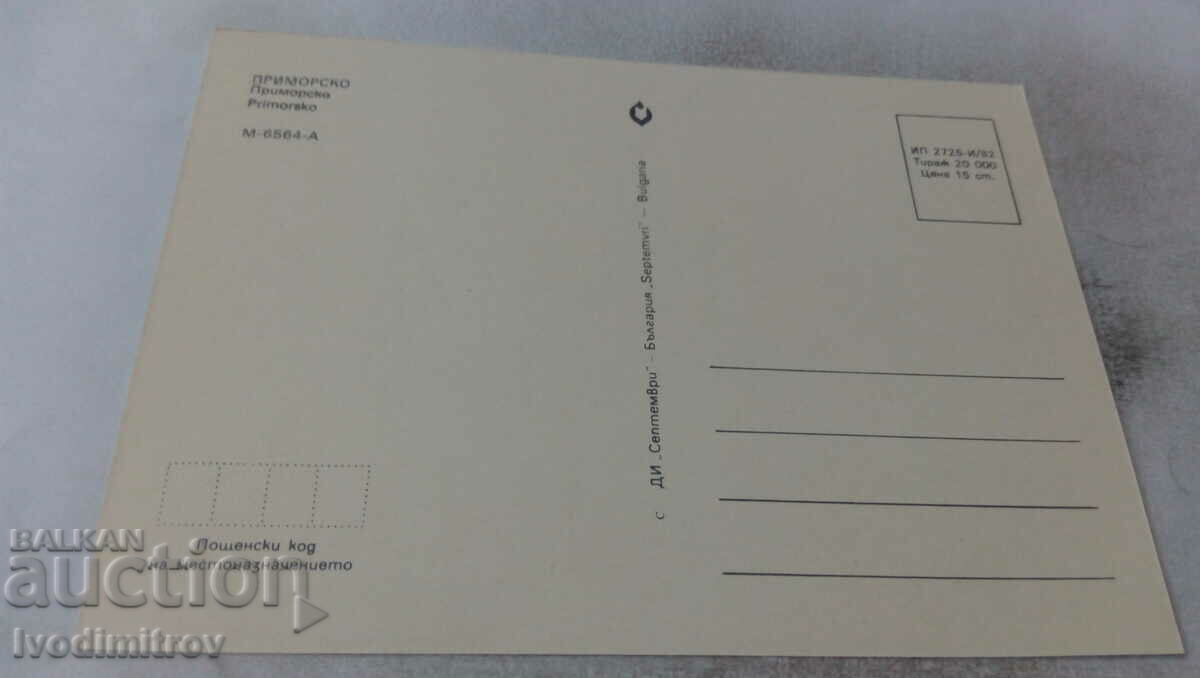 ПРИМОРСКО
Приморско
Primorsko
М-6564-А
ИП 2725-И/82
Тираж 20 000
Цена 15 ст.
С ДИ „Септември" – България „Septemvri" – Bulgaria
Пощенски код
на местоназначението
BALKAN
auction
Ivodimitrov